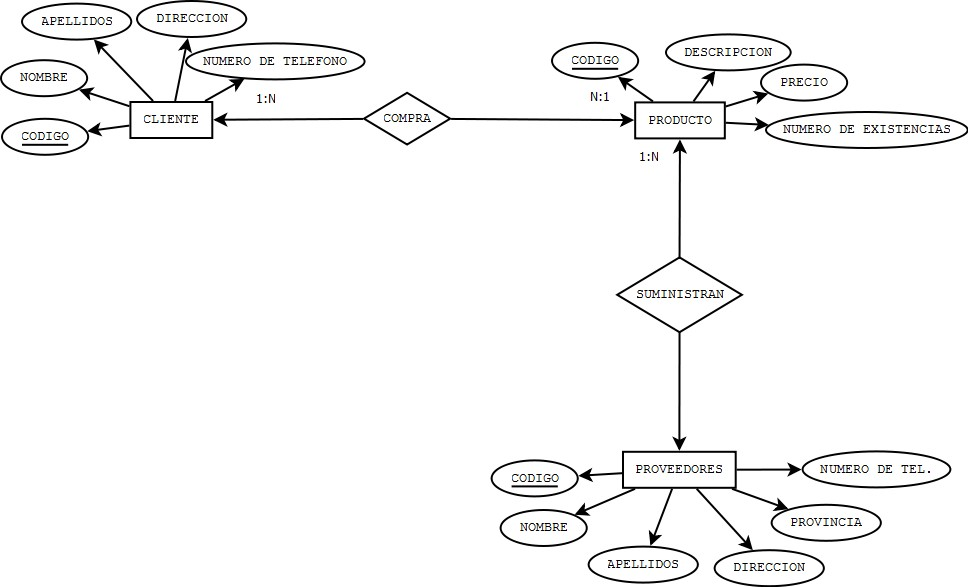 APELLIDOS
DIRECCION
NUMERO DE TELEFONO
NOMBRE
CODIGO
CLIENTE
1:N
COMPRA
CODIGO
DESCRIPCION
PRECIO
N:1
PRODUCTO
NUMERO DE EXISTENCIAS
1:N
SUMINISTRAN
PROVEEDORES
CODIGO
NUMERO DE TEL.
NOMBRE
PROVINCIA
APELLIDOS
DIRECCION